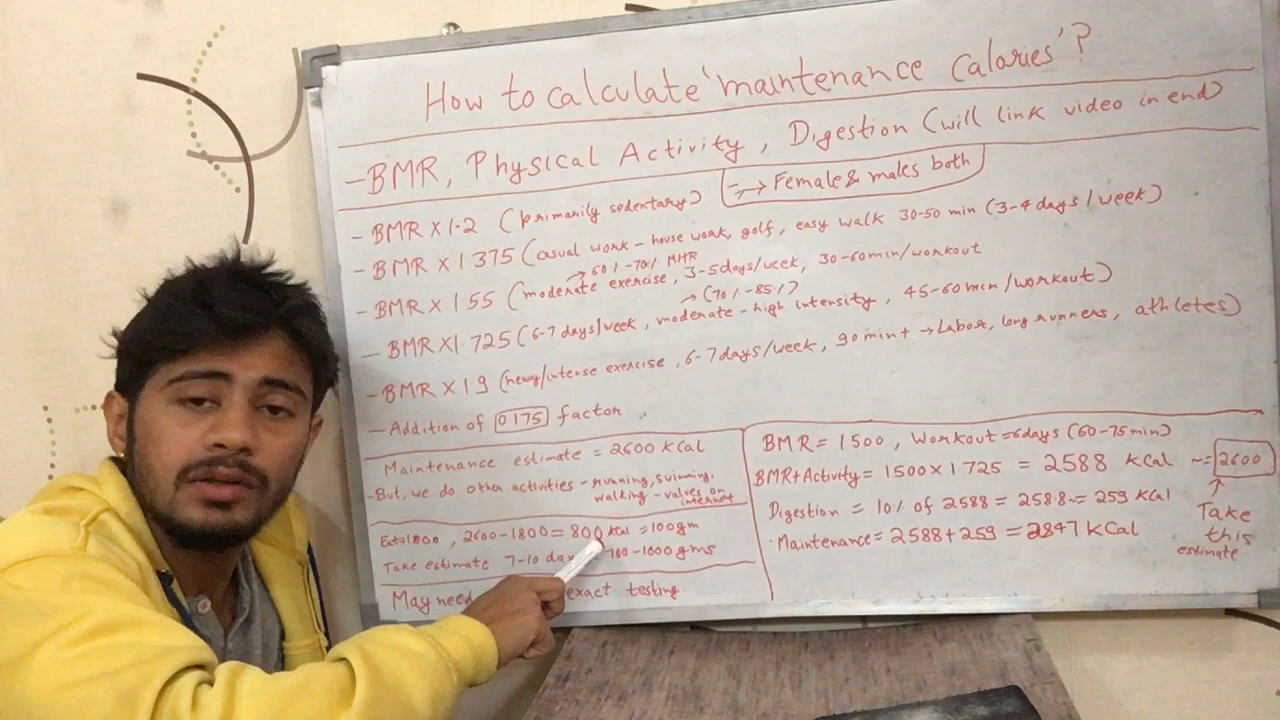 How to calculate 'maintenance calories'?
- BMR, Physical Activity, Digestion (will link video in end)
→ Female & males both
- BMR X 1.2 (primarily sedentary)
- BMR X 1.375 (casual work - house work, golf, easy walk 30-50 min (3-4 days/week)
→ 60% - 70% MHR
- BMR X 1.55 (moderate exercise, 3-5 days/week, 30-60 min/workout
→ (70% - 85%)
- BMR X 1.725 (6-7 days/week, moderate - high intensity, 45-60 min/workout)
- BMR X 1.9 (heavy/intense exercise, 6-7 days/week, 90 min+ → Labor, long runners, athletes)
- Addition of 0.175 factor
Maintenance estimate = 2600 KCal
- But, we do other activities - running, swimming,
walking - values on
internet
Eat 1800, 2600-1800 = 800 kcal = 100gm
Take estimate 7-10 1000 gms
May need exact testing
BMR = 1500, Workout = 6 days (60-75 min)
BMR + Activity = 1500 X 1.725 = 2588 KCal ~= 2600
Digestion = 10% of 2588 = 258.8 ~= 259 KCal
Maintenance = 2588 + 259 = 2847 KCal
↑
Take
this
estimate